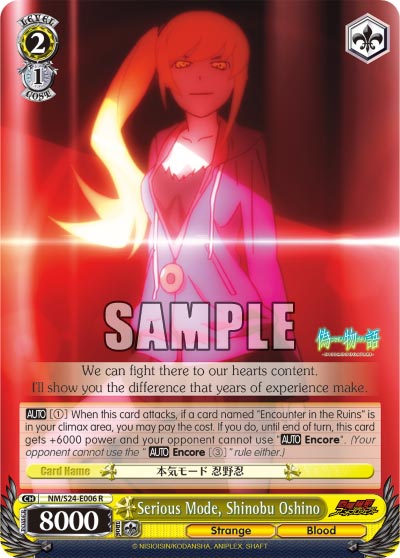 LEVEL
2
1
COST
SAMPLE
偽物語
We can fight there to our hearts content.
I'll show you the difference that years of experience make.
AUTO [①] When this card attacks, if a card named "Encounter in the Ruins" is
in your climax area, you may pay the cost. If you do, until end of turn, this card
gets +6000 power and your opponent cannot use "AUTO Encore". (Your
opponent cannot use the "AUTO Encore [③]" rule either.)
Card Name
本気モード 忍野忍
CH
NM/S24-E006 R
POWER
8000
SOUL
Serious Mode, Shinobu Oshino
Strange
Blood
© NISIOISIN/KODANSHA, ANIPLEX, SHAFT